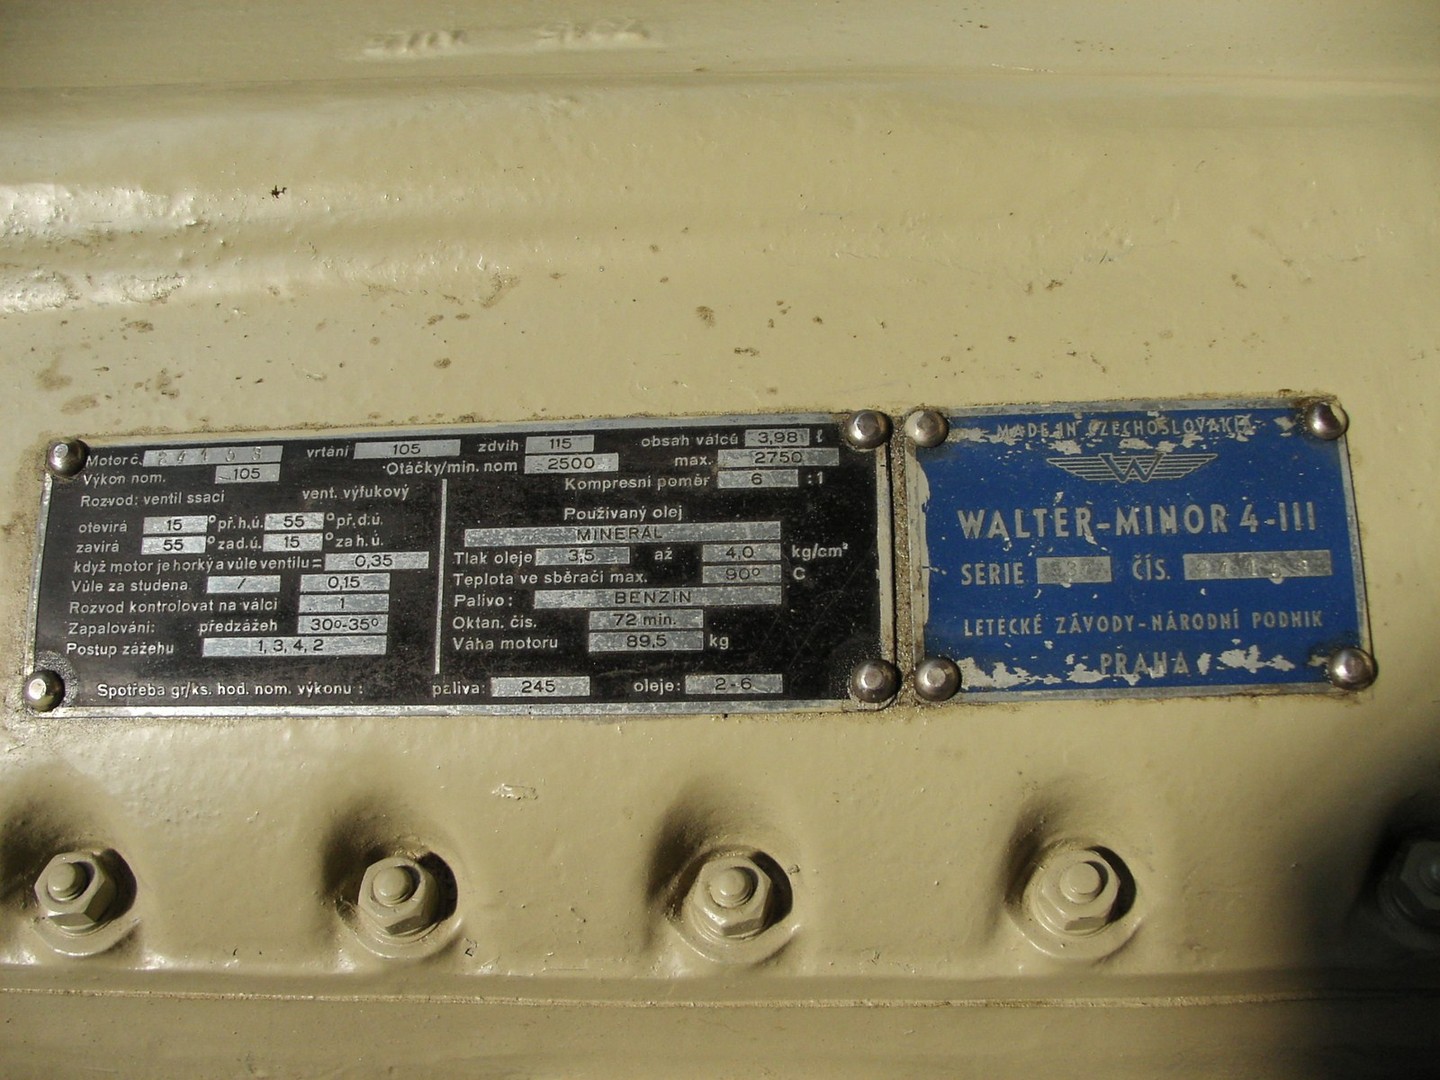 Motor č.
vrtání 105 zdvih 115 obsah válců 3,98 ℓ
Výkon nom. 105 Otáčky/min. nom 2500 max. 2750
Kompresní poměr 6 :1
Rozvod: ventil ssací vent. výfukový
otevírá 15 ° př.h.ú. 55 ° př.d.ú.
zavírá 55 ° za d.ú. 15 ° za h.ú.
když motor je horký a vůle ventilu = 0,35
Vůle za studena / 0,15
Rozvod kontrolovat na válci 1
Zapalování: předzážeh 30°-35°
Postup zážehu 1, 3, 4, 2
Používaný olej
MINERAL
Tlak oleje 3,5 až 4,0 kg/cm²
Teplota ve sběrači max. 90° C
Palivo: BENZIN
Oktan. čís. 72 min.
Váha motoru 89,5 kg
Spotřeba gr/ks. hod. nom. výkonu: paliva: 245 oleje: 2-6
MADE IN CZECHOSLOVAKIA
W
WALTER-MINOR 4-III
SERIE ČÍS.
LETECKÉ ZÁVODY-NÁRODNÍ PODNIK
PRAHA